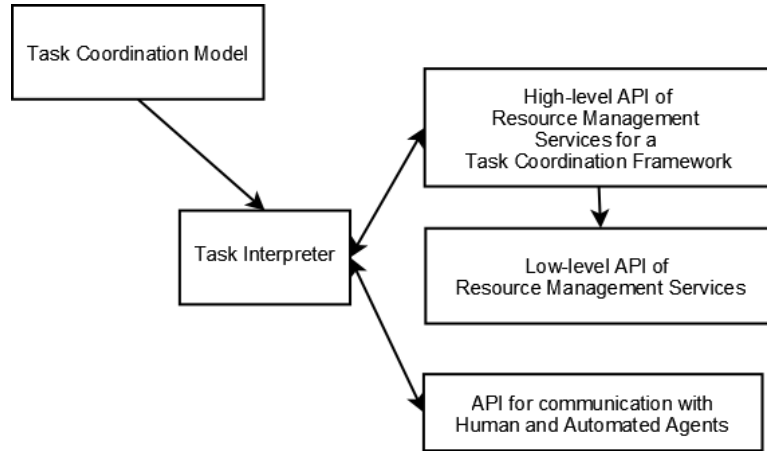 Task Coordination Model
High-level API of
Resource Management
Services for a
Task Coordination Framework
Task Interpreter
Low-level API of
Resource Management Services
API for communication with
Human and Automated Agents